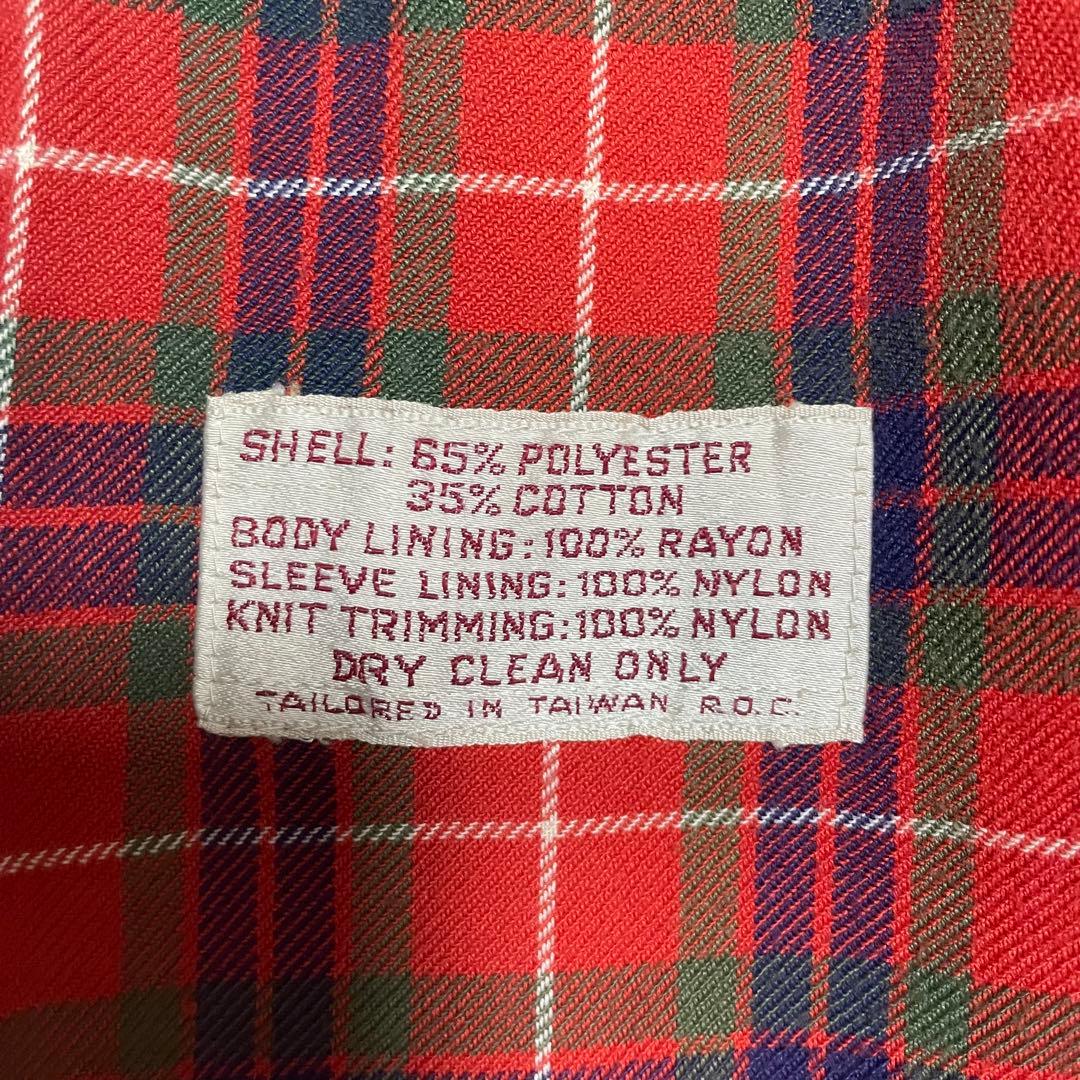 SHELL: 65% POLYESTER
35% COTTON
BODY LINING: 100% RAYON
SLEEVE LINING: 100% NYLON
KNIT TRIMMING: 100% NYLON
DRY CLEAN ONLY
TAILORED IN TAIWAN R.O.C.